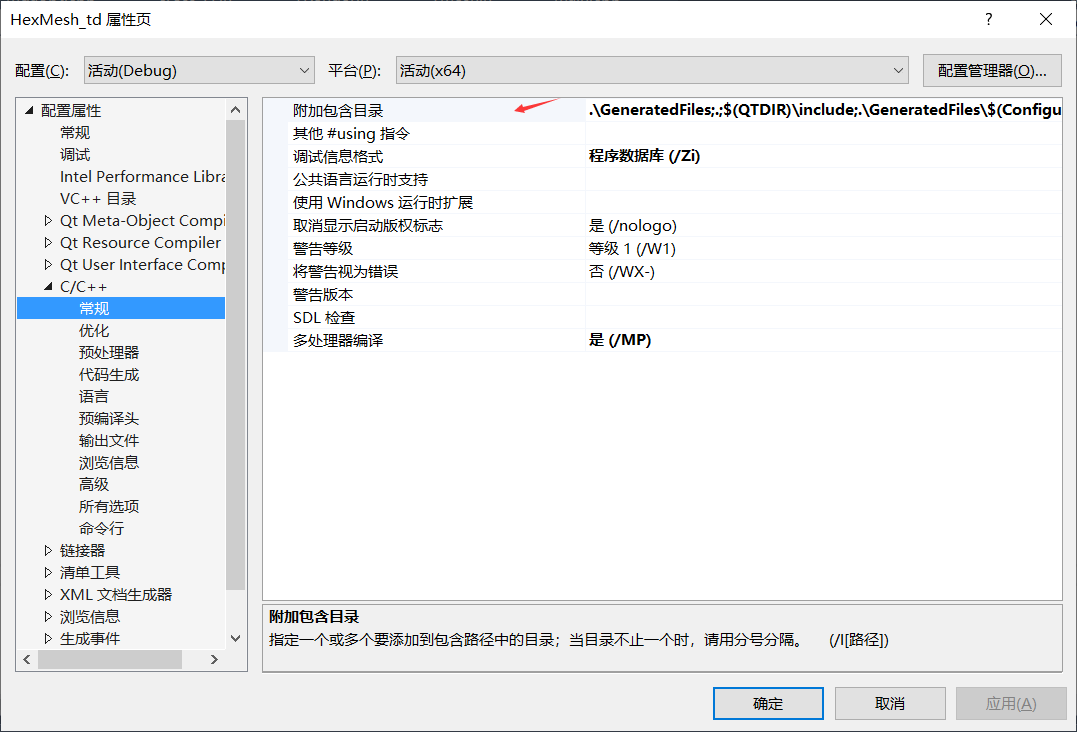 HexMesh_td 属性页
?
配置(C): 活动(Debug) 平台(P): 活动(x64) 配置管理器(O)...
配置属性
常规
调试
Intel Performance Libra
VC++ 目录
Qt Meta-Object Compi
Qt Resource Compiler
Qt User Interface Comp
C/C++
常规
优化
预处理器
代码生成
语言
预编译头
输出文件
浏览信息
高级
所有选项
命令行
链接器
清单工具
XML 文档生成器
浏览信息
生成事件
附加包含目录 .\GeneratedFiles;.;$(QTDIR)\include;.\GeneratedFiles\$(Configu
其他 #using 指令
调试信息格式 程序数据库 (/Zi)
公共语言运行时支持
使用 Windows 运行时扩展
取消显示启动版权标志 是 (/nologo)
警告等级 等级 1 (/W1)
将警告视为错误 否 (/WX-)
警告版本
SDL 检查
多处理器编译 是 (/MP)
附加包含目录
指定一个或多个要添加到包含路径中的目录；当目录不止一个时，请用分号分隔。 (/I[路径])
确定 取消 应用(A)